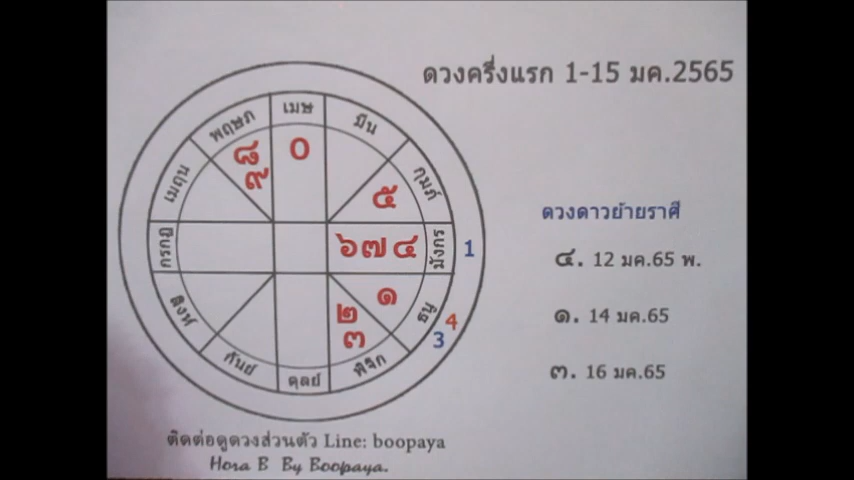 ดวงครึ่งแรก 1-15 มค.2565
เมษ
พฤษภ
มีน
เมถุน
กุมภ์
กรกฎ
มังกร
สิงห์
ธนู
กันย์
ตุลย์
พิจิก
๐
๘
๙
๕
๖๗๔
๑
๒
๓
1
4
3
ดวงดาวย้ายราศี
๔. 12 มค.65 พ.
๑. 14 มค.65
๓. 16 มค.65
ติดต่อดูดวงส่วนตัว Line: boopaya
Hora B By Boopaya.